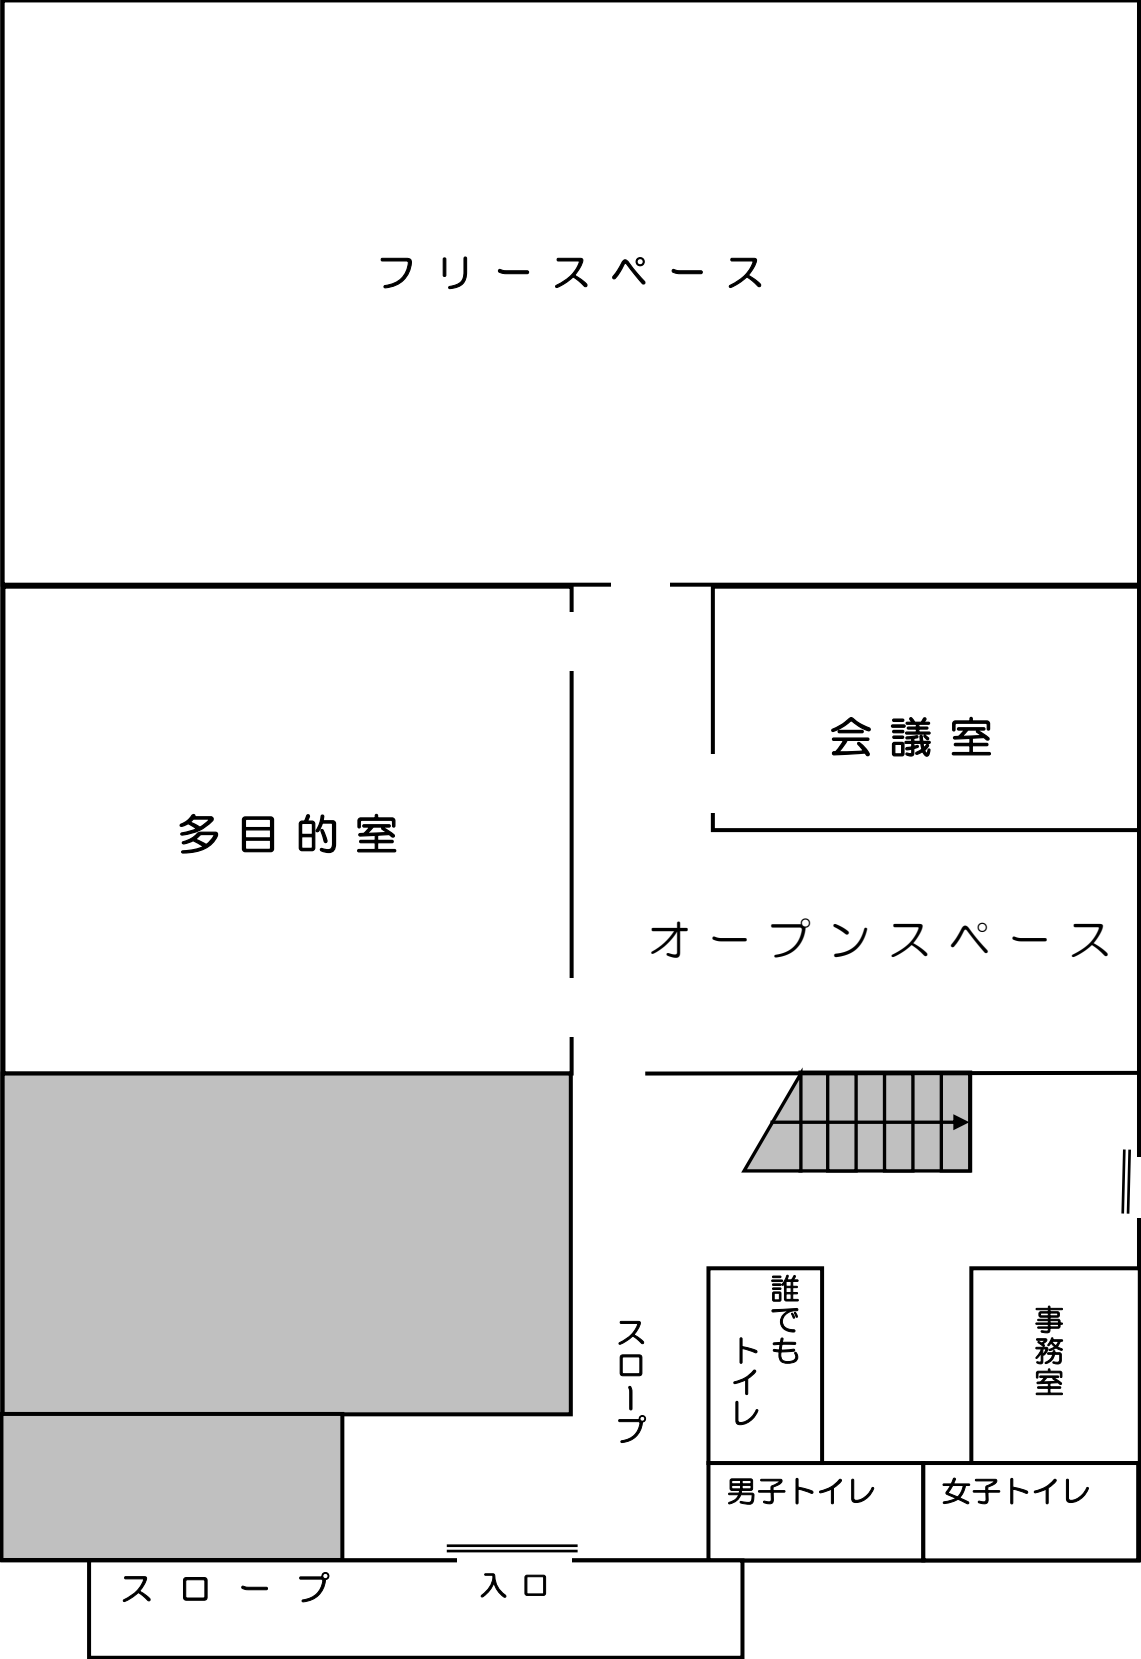 フリースペース
会議室
多目的室
オープンスペース
スロープ
誰でも
トイレ
事務室
男子トイレ
女子トイレ
スロープ
入口